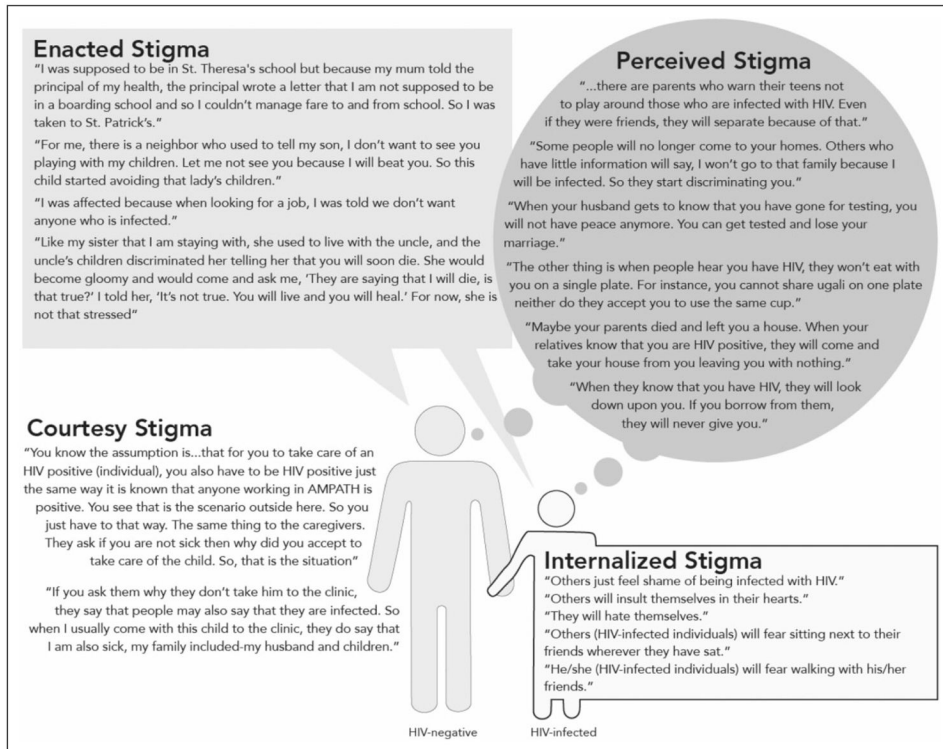 Enacted Stigma
“I was supposed to be in St. Theresa's school but because my mum told the
principal of my health, the principal wrote a letter that I am not supposed to be
in a boarding school and so I couldn’t manage fare to and from school. So I was
taken to St. Patrick’s.”
“For me, there is a neighbor who used to tell my son, I don’t want to see you
playing with my children. Let me not see you because I will beat you. So this
child started avoiding that lady’s children.”
“I was affected because when looking for a job, I was told we don’t want
anyone who is infected.”
“Like my sister that I am staying with, she used to live with the uncle, and the
uncle’s children discriminated her telling her that you will soon die. She would
become gloomy and would come and ask me, ‘They are saying that I will die, is
that true?’ I told her, ‘It’s not true. You will live and you will heal.’ For now, she is
not that stressed“
Perceived Stigma
“...there are parents who warn their teens not
to play around those who are infected with HIV. Even
if they were friends, they will separate because of that.”
“Some people will no longer come to your homes. Others who
have little information will say, I won’t go to that family because I
will be infected. So they start discriminating you.”
“When your husband gets to know that you have gone for testing, you
will not have peace anymore. You can get tested and lose your
marriage.”
“The other thing is when people hear you have HIV, they won’t eat with
you on a single plate. For instance, you cannot share ugali on one plate
neither do they accept you to use the same cup.”
“Maybe your parents died and left you a house. When your
relatives know that you are HIV positive, they will come and
take your house from you leaving you with nothing.”
“When they know that you have HIV, they will look
down upon you. If you borrow from them,
they will never give you.”
Courtesy Stigma
“You know the assumption is...that for you to take care of an
HIV positive (individual), you also have to be HIV positive just
the same way it is known that anyone working in AMPATH is
positive. You see that is the scenario outside here. So you
just have to that way. The same thing to the caregivers.
They ask if you are not sick then why did you accept to
take care of the child. So, that is the situation”
“If you ask them why they don’t take him to the clinic,
they say that people may also say that they are infected. So
when I usually come with this child to the clinic, they do say that
I am also sick, my family included-my husband and children.”
Internalized Stigma
“Others just feel shame of being infected with HIV.”
“Others will insult themselves in their hearts.”
“They will hate themselves.”
“Others (HIV-infected individuals) will fear sitting next to their
friends wherever they have sat.”
“He/she (HIV-infected individuals) will fear walking with his/her
friends.”
HIV-negative
HIV-infected